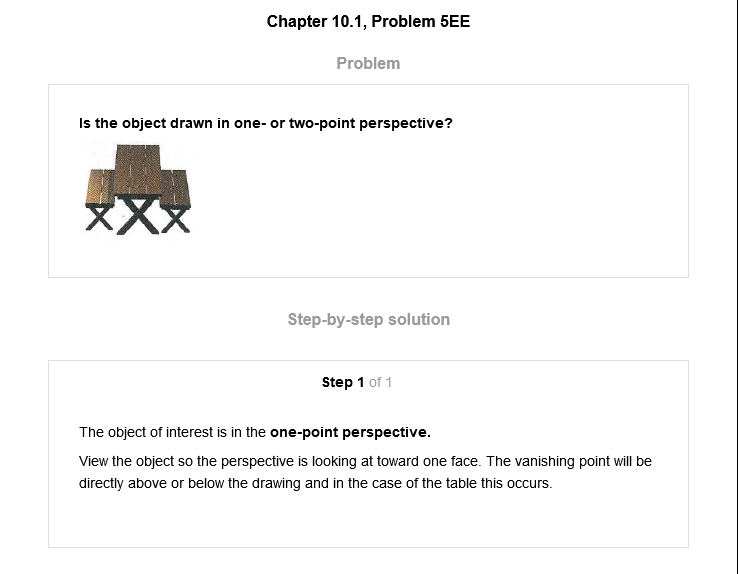 Chapter 10.1, Problem 5EE
Problem
Is the object drawn in one- or two-point perspective?
Step-by-step solution
Step 1 of 1
The object of interest is in the one-point perspective.
View the object so the perspective is looking at toward one face. The vanishing point will be
directly above or below the drawing and in the case of the table this occurs.